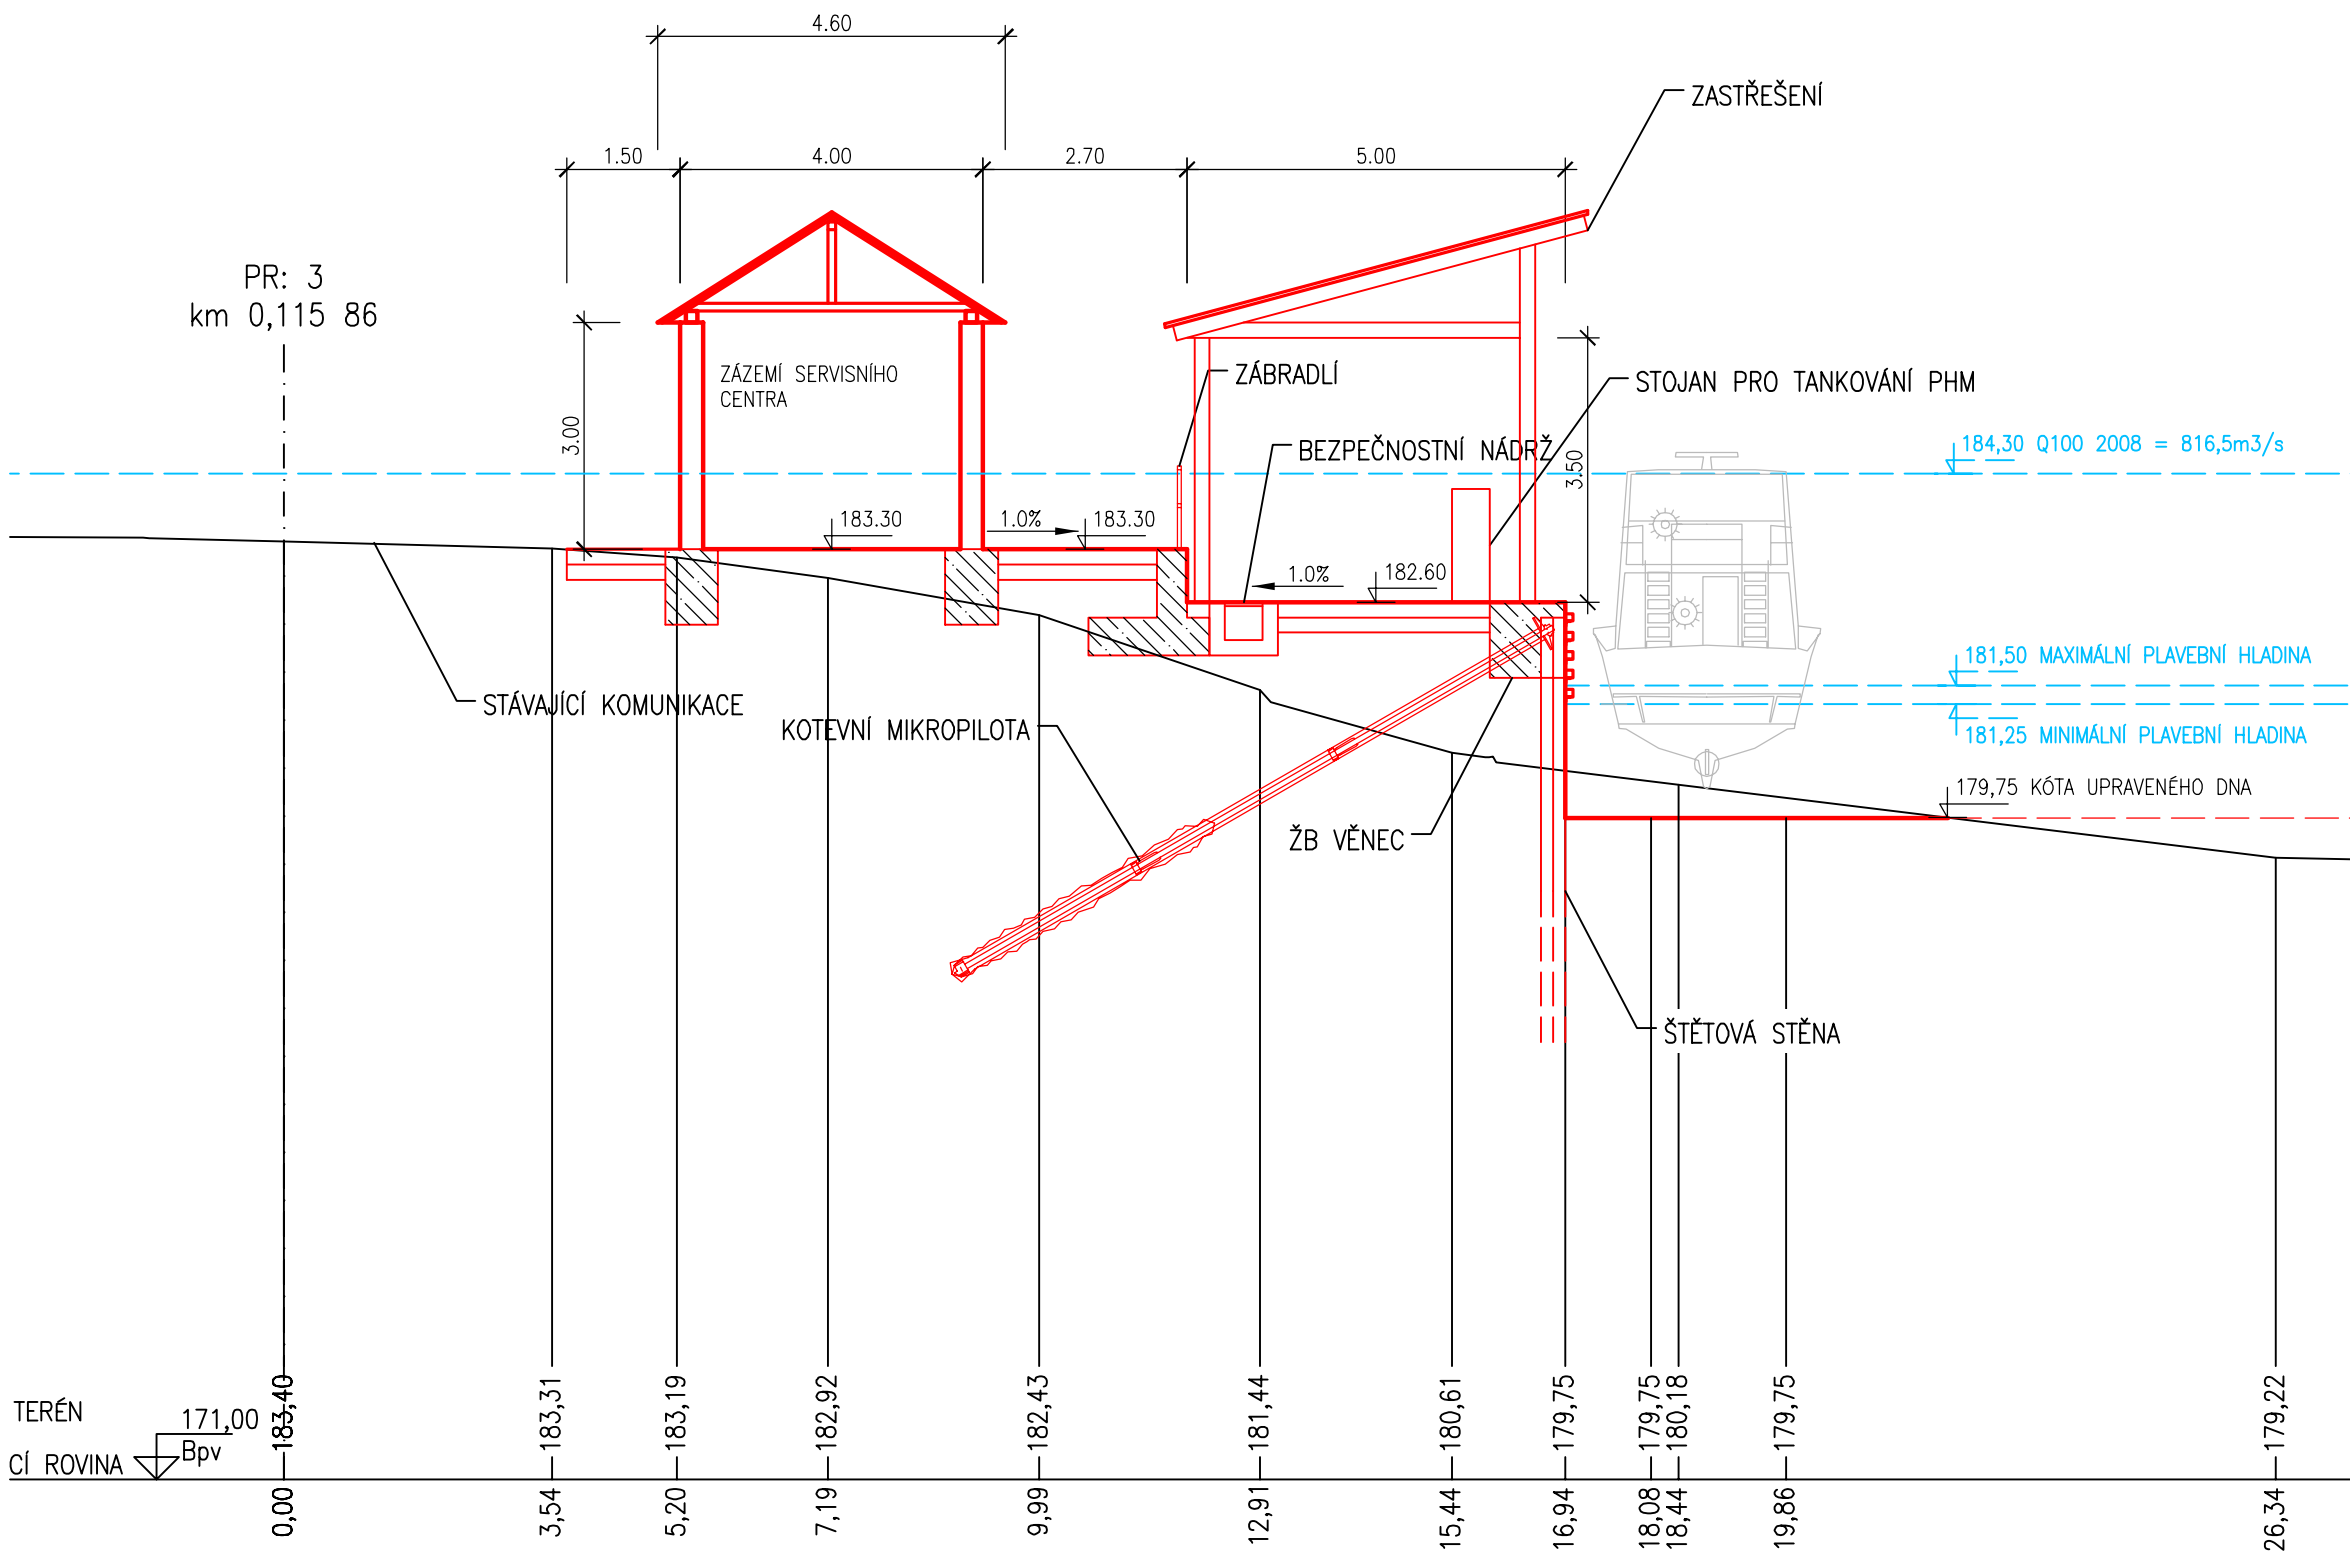 4.60
ZASTŘEŠENÍ
1.50
4.00
2.70
5.00
PR: 3
km 0,115 86
ZÁZEMÍ SERVISNÍHO
CENTRA
ZÁBRADLÍ
STOJAN PRO TANKOVÁNÍ PHM
3.00
BEZPEČNOSTNÍ NÁDRŽ
3.50
184,30 Q100 2008 = 816,5m3/s
183.30
1.0%
183.30
1.0%
182.60
181,50 MAXIMÁLNÍ PLAVEBNÍ HLADINA
STÁVAJÍCÍ KOMUNIKACE
KOTEVNÍ MIKROPILOTA
181,25 MINIMÁLNÍ PLAVEBNÍ HLADINA
179,75 KÓTA UPRAVENÉHO DNA
ŽB VĚNEC
ŠTĚTOVÁ STĚNA
TERÉN
171,00
Bpv
CÍ ROVINA
183,40
183,31
183,19
182,92
182,43
181,44
180,61
179,75
179,75
180,18
179,75
179,22
0,00
3,54
5,20
7,19
9,99
12,91
15,44
16,94
18,08
18,44
19,86
26,34